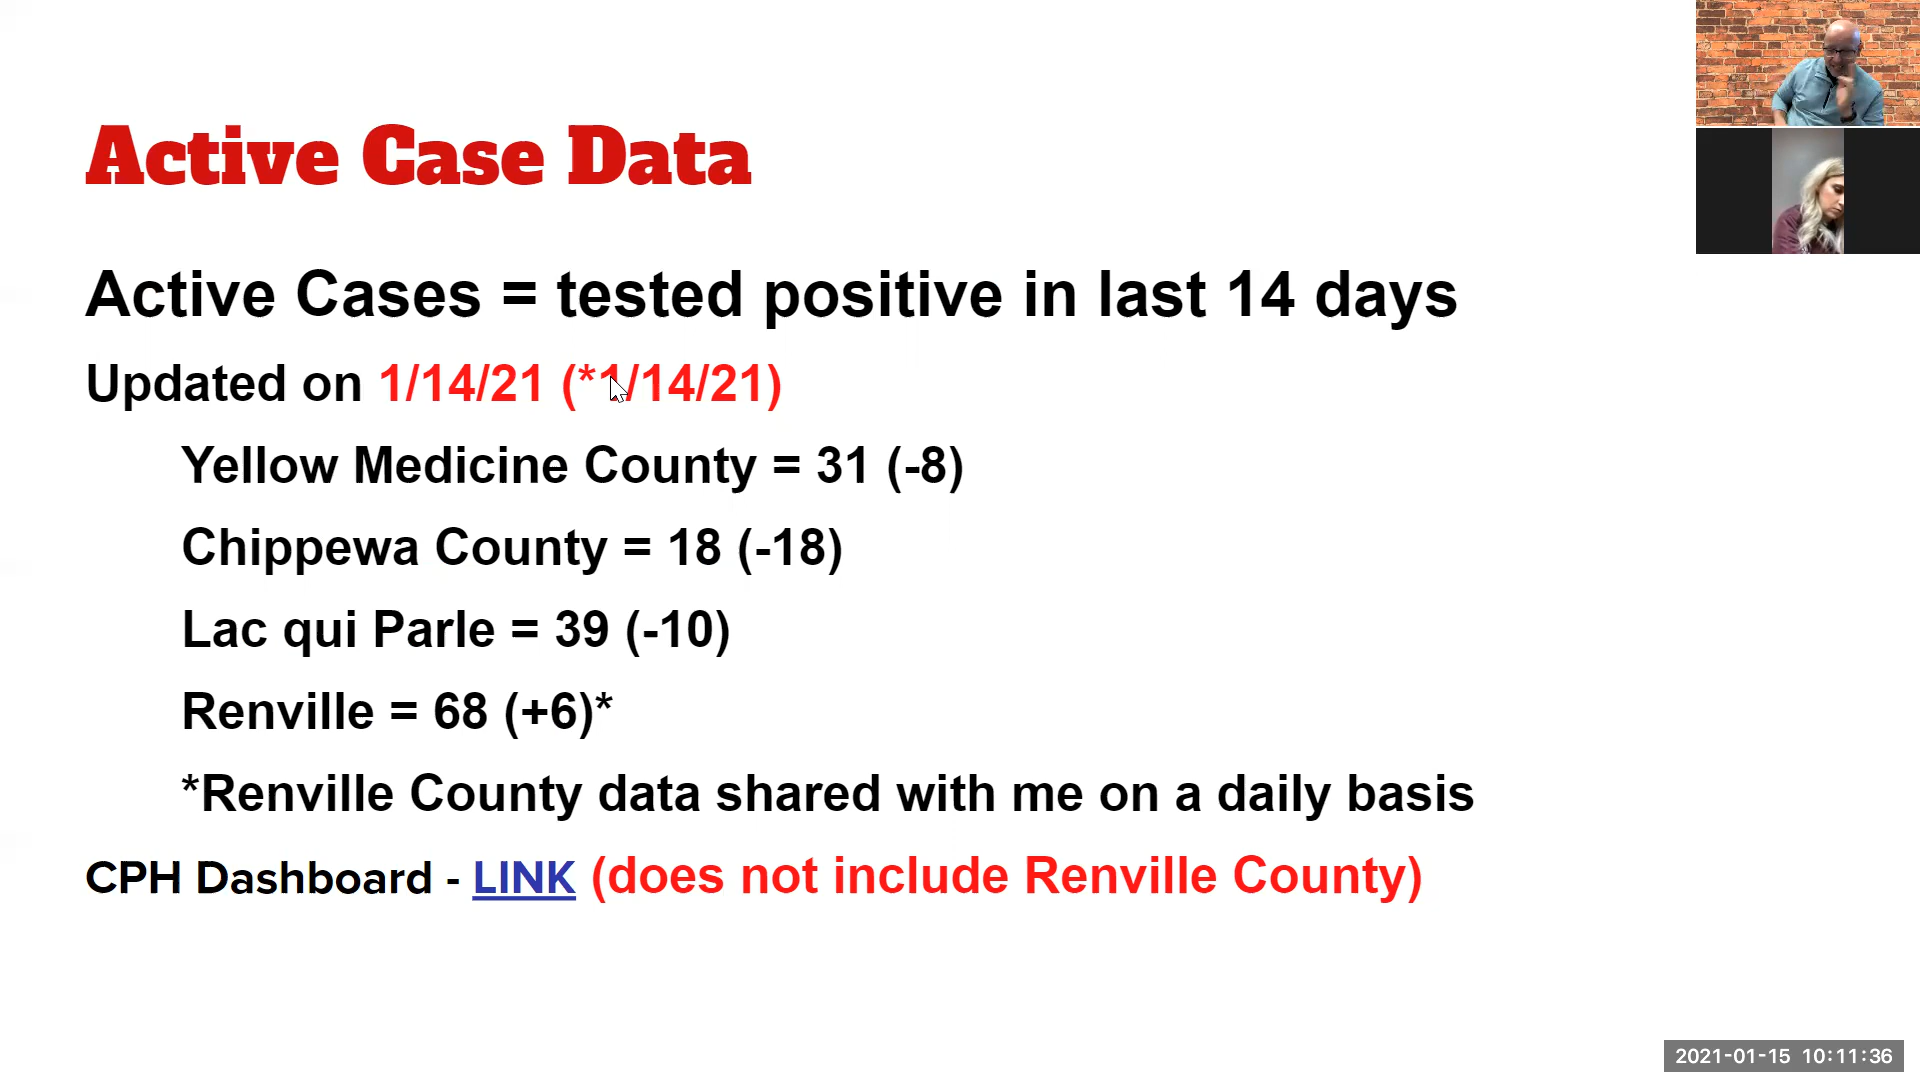 Active Case Data
Active Cases = tested positive in last 14 days
Updated on 1/14/21 (*1/14/21)
Yellow Medicine County = 31 (-8)
Chippewa County = 18 (-18)
Lac qui Parle = 39 (-10)
Renville = 68 (+6)*
*Renville County data shared with me on a daily basis
CPH Dashboard - LINK (does not include Renville County)
2021-01-15 10:11:36